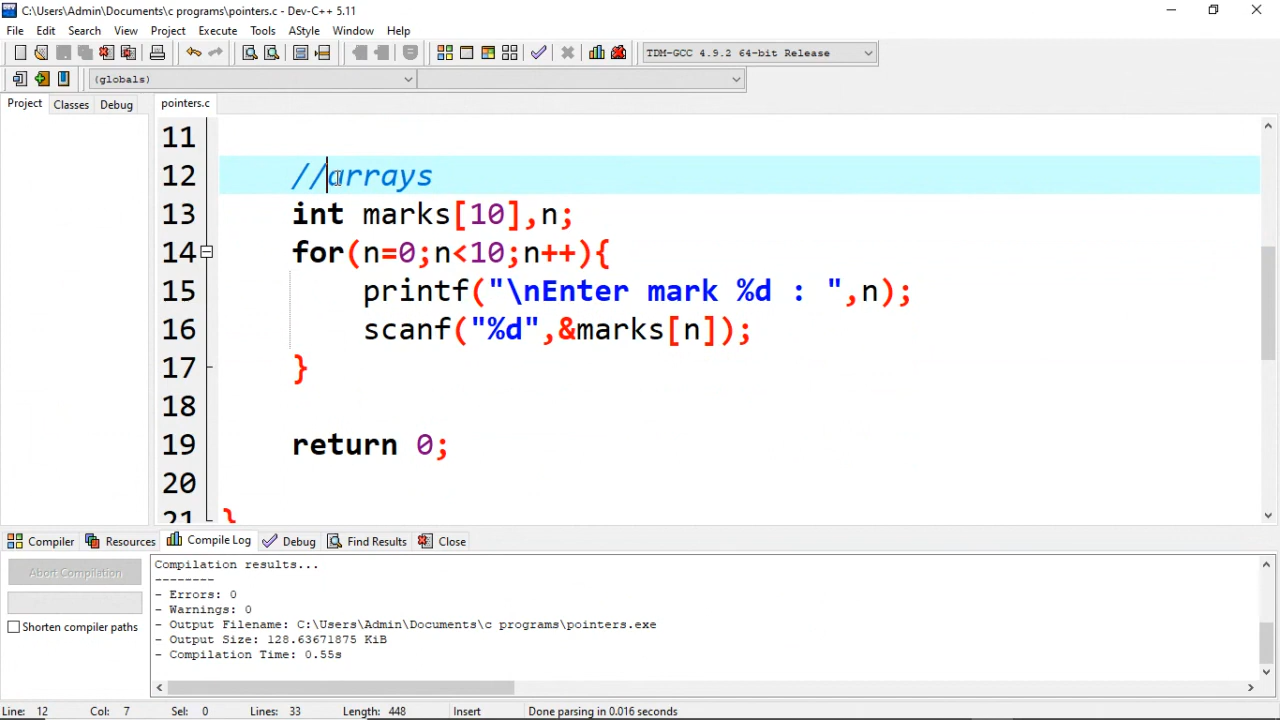 C:\Users\Admin\Documents\c programs\pointers.c - Dev-C++ 5.11
File Edit Search View Project Execute Tools AStyle Window Help
TDM-GCC 4.9.2 64-bit Release
(globals)
Project Classes Debug
pointers.c
11
12 //arrays
13 int marks[10],n;
14 for(n=0;n<10;n++){
15 printf("\nEnter mark %d : ",n);
16 scanf("%d",&marks[n]);
17 }
18
19 return 0;
20
21 }
Compiler Resources Compile Log Debug Find Results Close
Abort Compilation
Shorten compiler paths
Compilation results...
--------
- Errors: 0
- Warnings: 0
- Output Filename: C:\Users\Admin\Documents\c programs\pointers.exe
- Output Size: 128.63671875 KiB
- Compilation Time: 0.55s
Line: 12 Col: 7 Sel: 0 Lines: 33 Length: 448 Insert Done parsing in 0.016 seconds